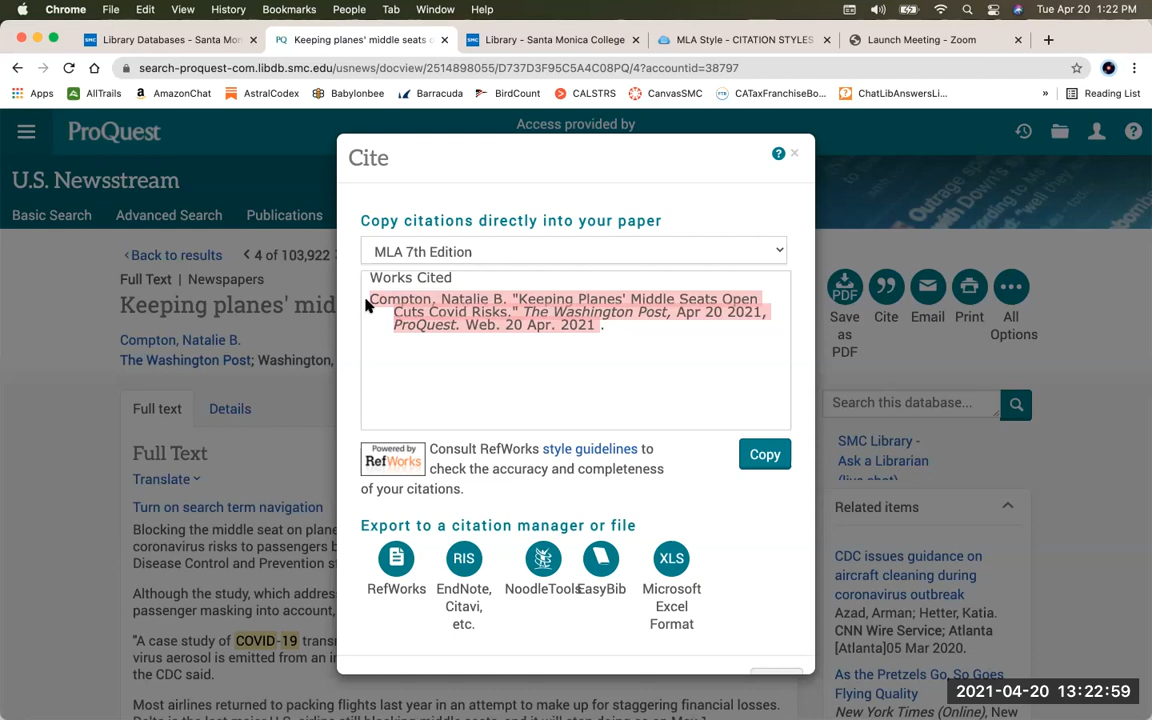 Chrome File Edit View History Bookmarks People Tab Window Help Tue Apr 20 1:22 PM
Library Databases - Santa Mon × PQ Keeping planes' middle seats o × SMC Library - Santa Monica College × MLA Style - CITATION STYLES × Launch Meeting - Zoom × +
search-proquest-com.libdb.smc.edu/usnews/docview/2514898055/D737D3F95C5A4C08PQ/4?accountid=38797
Apps AllTrails AmazonChat AstralCodex Babylonbee Barracuda BirdCount CALSTRS CanvasSMC CATaxFranchiseBo... ChatLibAnswersLi... » Reading List
ProQuest
Access provided by
U.S. Newsstream
Basic Search Advanced Search Publications
‹Back to results 4 of 103,922
Full Text | Newspapers
Keeping planes' mid
Compton, Natalie B.
The Washington Post; Washington,
Full text Details
Full Text
Translate
Turn on search term navigation
Blocking the middle seat on plane
coronavirus risks to passengers b
Disease Control and Prevention st
Although the study, which addres
passenger masking into account,
"A case study of COVID-19 trans
virus aerosol is emitted from an i
the CDC said.
Most airlines returned to packing flights last year in an attempt to make up for staggering financial losses.
Cite
?
×
Copy citations directly into your paper
MLA 7th Edition
Works Cited
Compton, Natalie B. "Keeping Planes' Middle Seats Open
Cuts Covid Risks." The Washington Post, Apr 20 2021,
ProQuest. Web. 20 Apr. 2021 .
Powered by
RefWorks
Consult RefWorks style guidelines to
check the accuracy and completeness
of your citations.
Copy
Export to a citation manager or file
RIS XLS
RefWorks EndNote, NoodleTools EasyBib Microsoft
Citavi, Excel
etc. Format
PDF
Save Cite Email Print All
as Options
PDF
Search this database...
SMC Library -
Ask a Librarian
Related items
CDC issues guidance on
aircraft cleaning during
coronavirus outbreak
Azad, Arman; Hetter, Katia.
CNN Wire Service; Atlanta
[Atlanta]05 Mar 2020.
As the Pretzels Go, So Goes
Flying Quality
New York Times (Online), New
2021-04-20 13:22:59